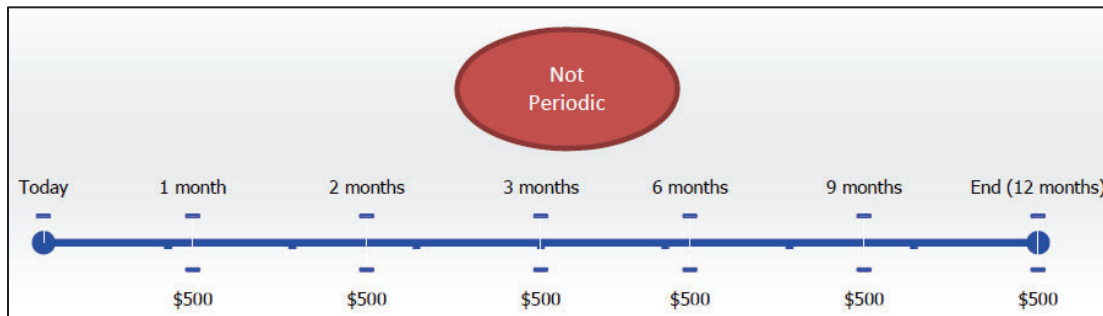 Not
Periodic
Today 1 month 2 months 3 months 6 months 9 months End (12 months)
$500 $500 $500 $500 $500 $500